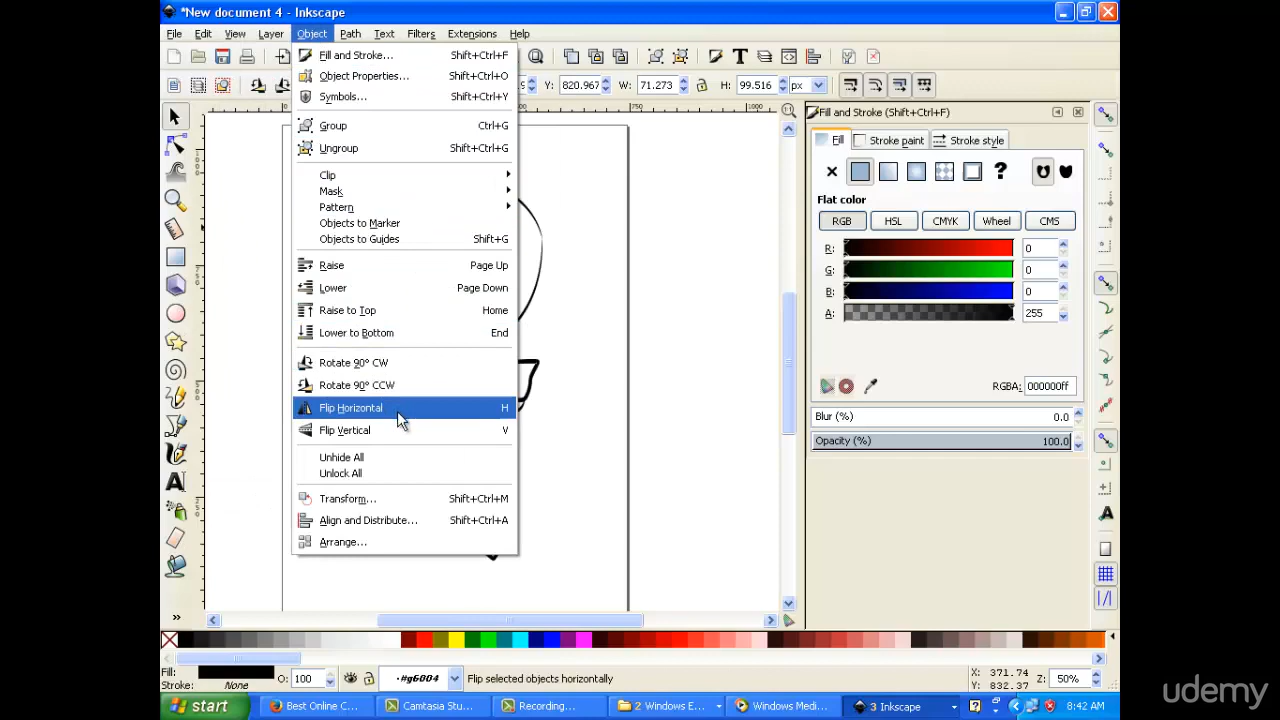 *New document 4 - Inkscape
File Edit View Layer Object Path Text Filters Extensions Help
Y: 820.967 W: 71.273 H: 99.516 px
Fill and Stroke... Shift+Ctrl+F
Object Properties... Shift+Ctrl+O
Symbols... Shift+Ctrl+Y
Group Ctrl+G
Ungroup Shift+Ctrl+G
Clip
Mask
Pattern
Objects to Marker
Objects to Guides Shift+G
Raise Page Up
Lower Page Down
Raise to Top Home
Lower to Bottom End
Rotate 90° CW
Rotate 90° CCW
Flip Horizontal H
Flip Vertical V
Unhide All
Unlock All
Transform... Shift+Ctrl+M
Align and Distribute... Shift+Ctrl+A
Arrange...
750 1000
Fill and Stroke (Shift+Ctrl+F)
Fill Stroke paint Stroke style
Flat color
RGB HSL CMYK Wheel CMS
R: 0
G: 0
B: 0
A: 255
RGBA: 000000ff
Blur (%) 0.0
Opacity (%) 100.0
Fill:
Stroke: None
O: 100
·#g6004
Flip selected objects horizontally
X: 371.74
Y: 832.37
Z: 50%
start
Best Online C...
Camtasia Stu...
Recording...
2 Windows E...
Windows Medi...
3 Inkscape
8:42 AM
udemy